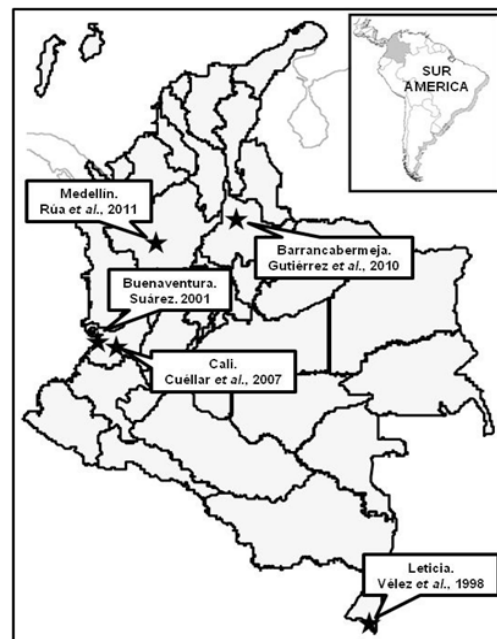 SUR
AMERICA
Medellín.
Rúa et al., 2011
Barrancabermeja.
Gutiérrez et al., 2010
Buenaventura.
Suárez. 2001
Cali.
Cuéllar et al., 2007
Leticia.
Vélez et al., 1998